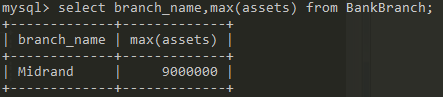 mysql> select branch_name,max(assets) from BankBranch;
+-------------+-------------+
| branch_name | max(assets) |
+-------------+-------------+
| Midrand     |     9000000 |
+-------------+-------------+